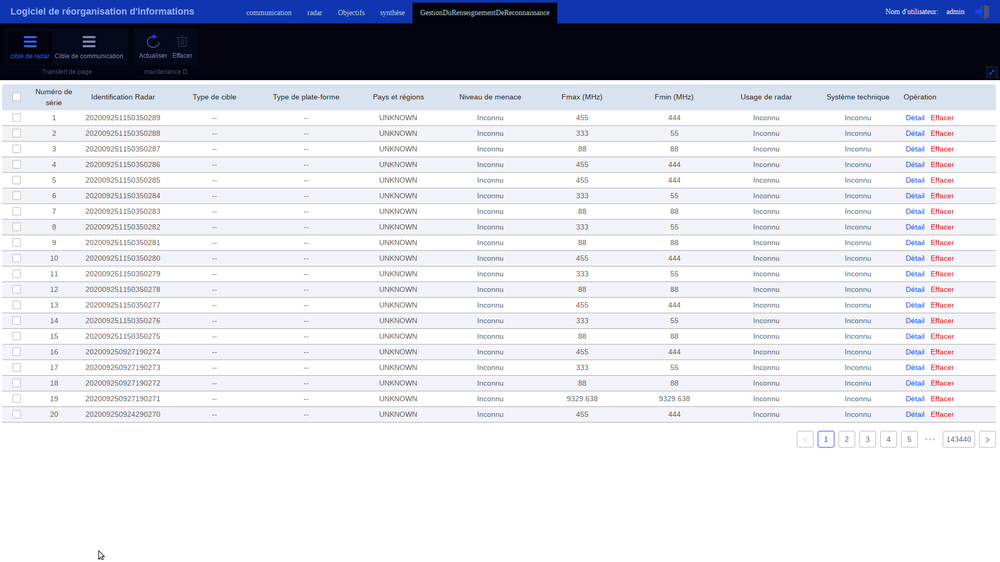 Logiciel de réorganisation d'informations communication radar Objectifs synthèse GestionDuRenseignementDeReconnaissance Nom d'utilisateur: admin
cible de radar Cible de communication Actualiser Effacer
Transfert de page maintenance D
Numéro de série Identification Radar Type de cible Type de plate-forme Pays et régions Niveau de menace Fmax (MHz) Fmin (MHz) Usage de radar Système technique Opération
1 202009251150350289 -- -- UNKNOWN Inconnu 455 444 Inconnu Inconnu Détail Effacer
2 202009251150350288 -- -- UNKNOWN Inconnu 333 55 Inconnu Inconnu Détail Effacer
3 202009251150350287 -- -- UNKNOWN Inconnu 88 88 Inconnu Inconnu Détail Effacer
4 202009251150350286 -- -- UNKNOWN Inconnu 455 444 Inconnu Inconnu Détail Effacer
5 202009251150350285 -- -- UNKNOWN Inconnu 455 444 Inconnu Inconnu Détail Effacer
6 202009251150350284 -- -- UNKNOWN Inconnu 333 55 Inconnu Inconnu Détail Effacer
7 202009251150350283 -- -- UNKNOWN Inconnu 88 88 Inconnu Inconnu Détail Effacer
8 202009251150350282 -- -- UNKNOWN Inconnu 333 55 Inconnu Inconnu Détail Effacer
9 202009251150350281 -- -- UNKNOWN Inconnu 88 88 Inconnu Inconnu Détail Effacer
10 202009251150350280 -- -- UNKNOWN Inconnu 455 444 Inconnu Inconnu Détail Effacer
11 202009251150350279 -- -- UNKNOWN Inconnu 333 55 Inconnu Inconnu Détail Effacer
12 202009251150350278 -- -- UNKNOWN Inconnu 88 88 Inconnu Inconnu Détail Effacer
13 202009251150350277 -- -- UNKNOWN Inconnu 455 444 Inconnu Inconnu Détail Effacer
14 202009251150350276 -- -- UNKNOWN Inconnu 333 55 Inconnu Inconnu Détail Effacer
15 202009251150350275 -- -- UNKNOWN Inconnu 88 88 Inconnu Inconnu Détail Effacer
16 202009250927190274 -- -- UNKNOWN Inconnu 455 444 Inconnu Inconnu Détail Effacer
17 202009250927190273 -- -- UNKNOWN Inconnu 333 55 Inconnu Inconnu Détail Effacer
18 202009250927190272 -- -- UNKNOWN Inconnu 88 88 Inconnu Inconnu Détail Effacer
19 202009250927190271 -- -- UNKNOWN Inconnu 9329.638 9329.638 Inconnu Inconnu Détail Effacer
20 202009250924290270 -- -- UNKNOWN Inconnu 455 444 Inconnu Inconnu Détail Effacer
< 1 2 3 4 5 ••• 143440 >